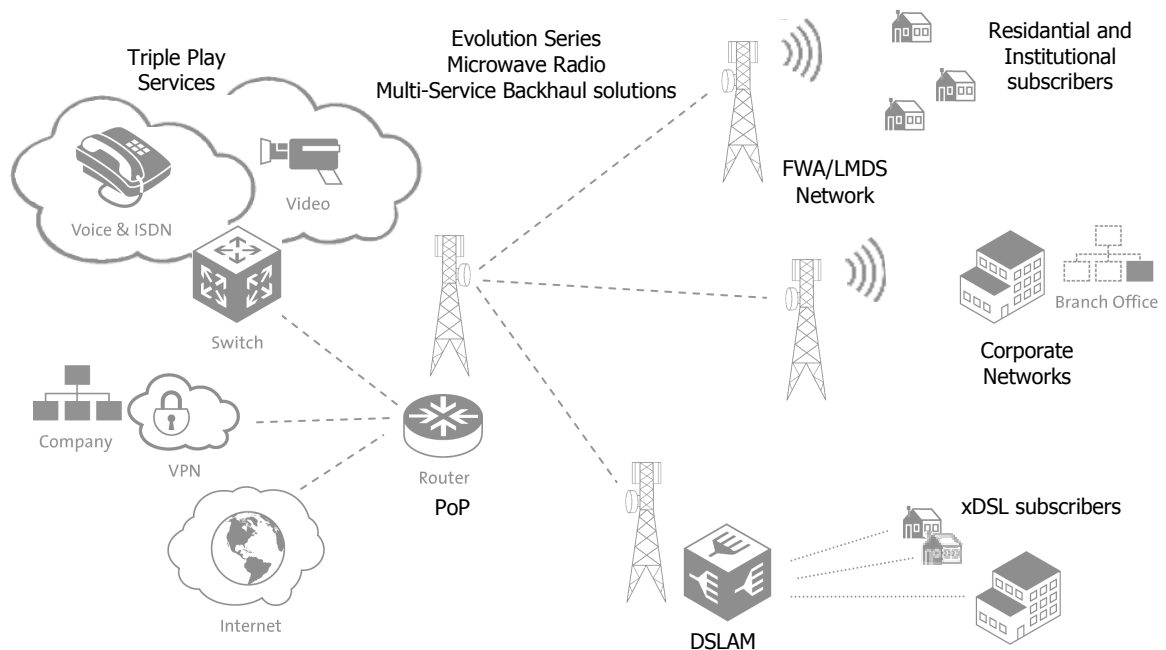 Triple Play
Services
Evolution Series
Microwave Radio
Multi-Service Backhaul solutions
Residantial and
Institutional
subscribers
Voice & ISDN
Video
FWA/LMDS
Network
Switch
Branch Office
Corporate
Networks
Company
VPN
Router
PoP
xDSL subscribers
Internet
DSLAM